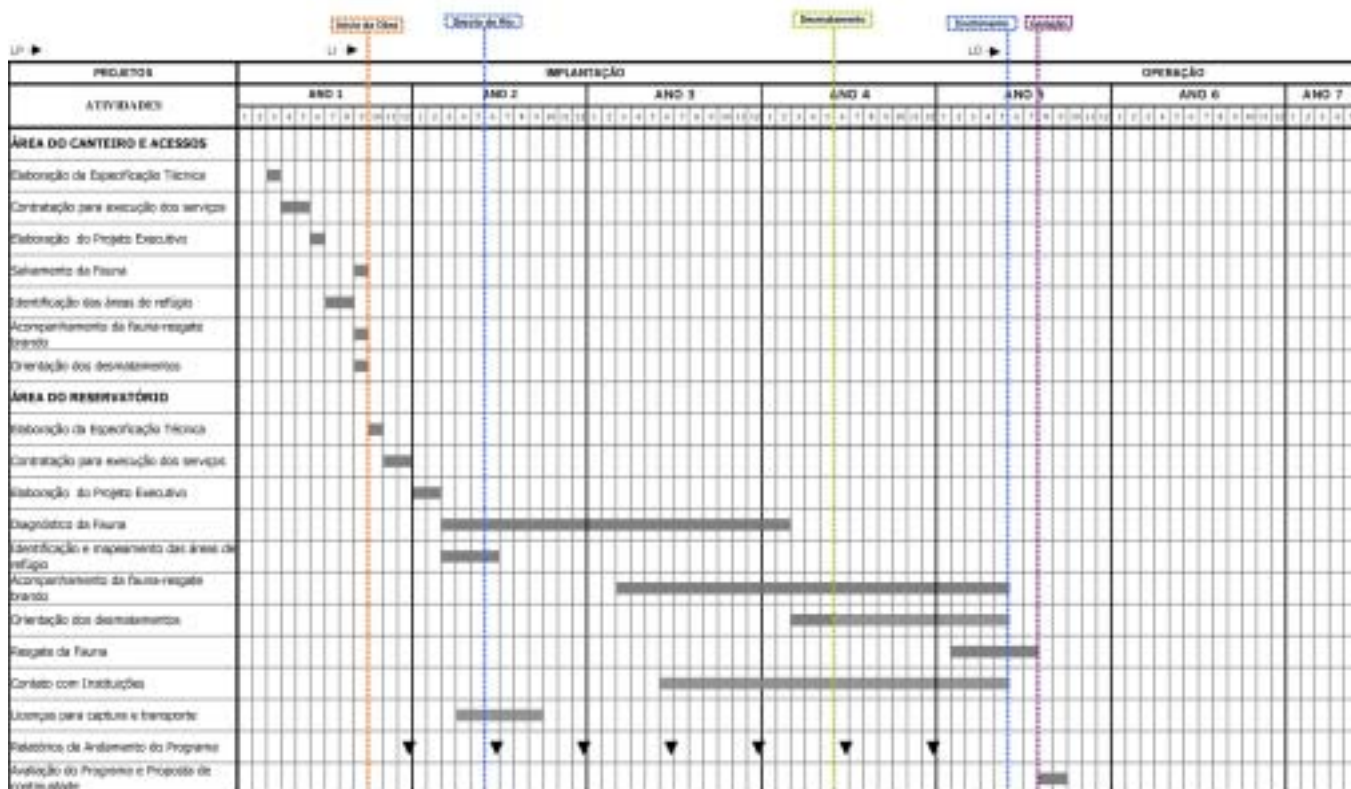 Início da Obra
Desvio do Rio
Desmatamento
Enchimento
Geração
LP
LI
LO
PROJETOS
IMPLANTAÇÃO
OPERAÇÃO
ATIVIDADES
ANO 1
ANO 2
ANO 3
ANO 4
ANO 5
ANO 6
ANO 7
ÁREA DO CANTEIRO E ACESSOS
Elaboração da Especificação Técnica
Contratação para execução dos serviços
Elaboração do Projeto Executivo
Salvamento da Fauna
Identificação das áreas de refúgio
Acompanhamento da fauna-resgate
brando
Orientação dos desmatamentos
ÁREA DO RESERVATÓRIO
Elaboração da Especificação Técnica
Contratação para execução dos serviços
Elaboração do Projeto Executivo
Diagnóstico da Fauna
Identificação e mapeamento das áreas de
refúgio
Acompanhamento da fauna-resgate
brando
Orientação dos desmatamentos
Resgate da Fauna
Contato com Instituições
Licenças para captura e transporte
Relatórios de Andamento do Programa
Avaliação do Programa e Proposta de
continuidade